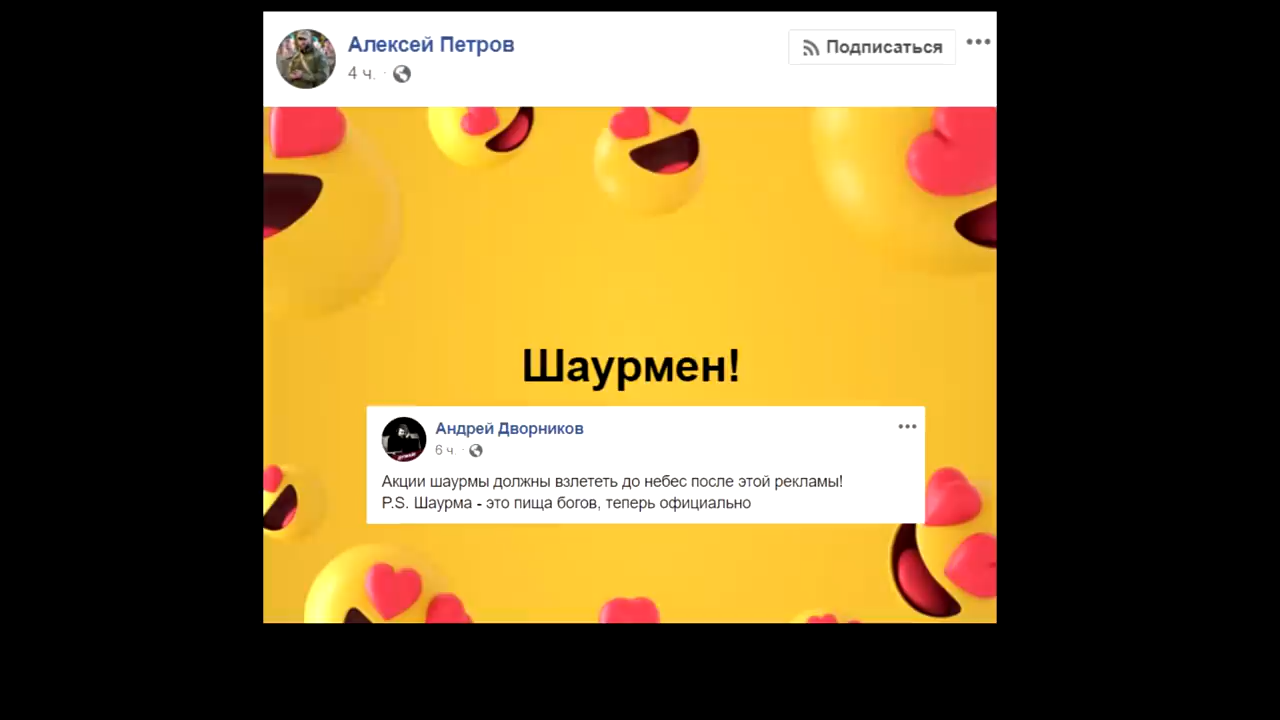 Алексей Петров
4 ч. ·
Подписаться
Шаурмен!
Андрей Дворников
6 ч. ·
Акции шаурмы должны взлететь до небес после этой рекламы!
P.S. Шаурма - это пища богов, теперь официально